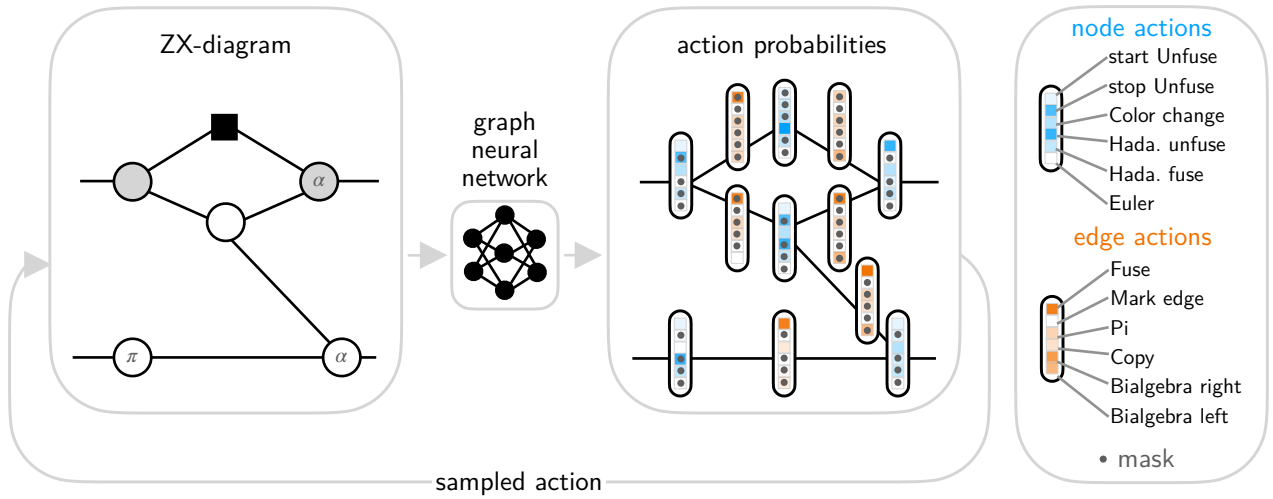 ZX-diagram
α
π
α
graph
neural
network
action probabilities
sampled action
node actions
start Unfuse
stop Unfuse
Color change
Hada. unfuse
Hada. fuse
Euler
edge actions
Fuse
Mark edge
Pi
Copy
Bialgebra right
Bialgebra left
mask